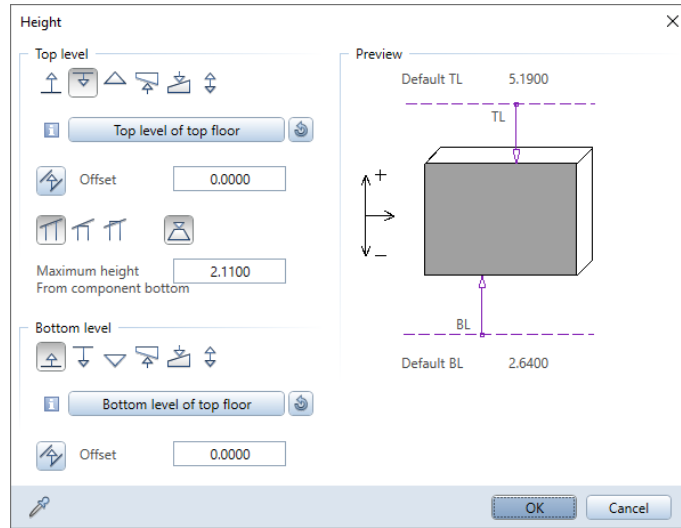 Height
Top level
Top level of top floor
Offset 0.0000
Maximum height 2.1100
From component bottom
Bottom level
Bottom level of top floor
Offset 0.0000
Preview
Default TL 5.1900
TL
+
−
BL
Default BL 2.6400
OK Cancel